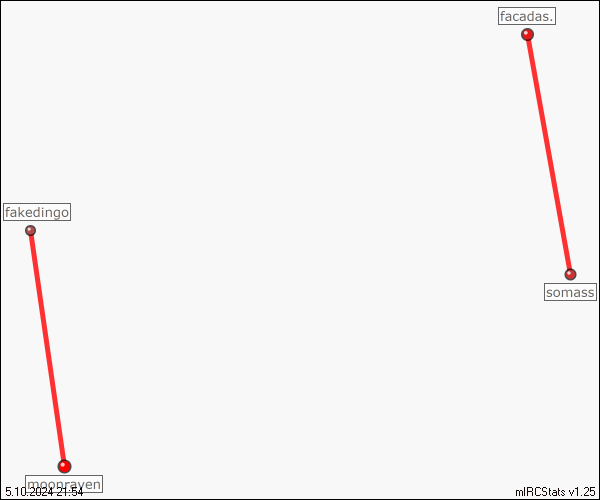 facadas.
fakedingo
somass
moonraven
5.10.2024 21:54
mIRCStats v1.25